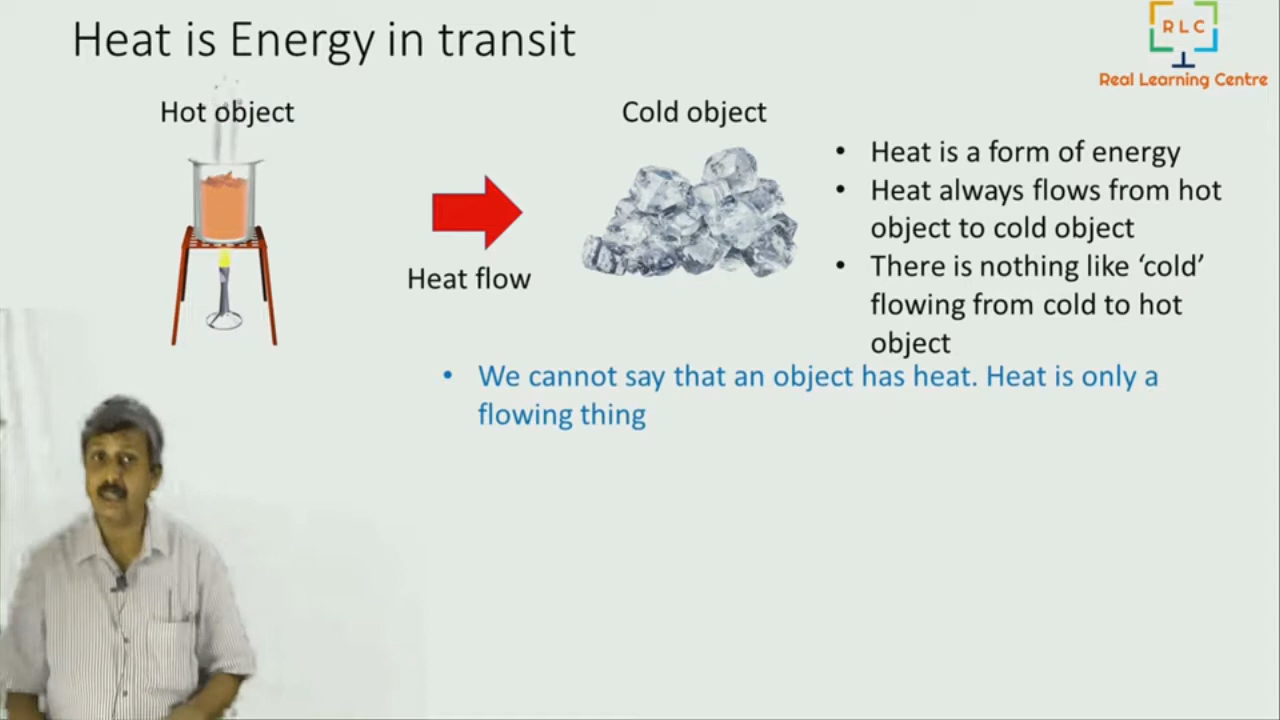 Heat is Energy in transit
R L C
Real Learning Centre
Hot object
Cold object
Heat flow
• Heat is a form of energy
• Heat always flows from hot
object to cold object
• There is nothing like ‘cold’
flowing from cold to hot
object
• We cannot say that an object has heat. Heat is only a
flowing thing